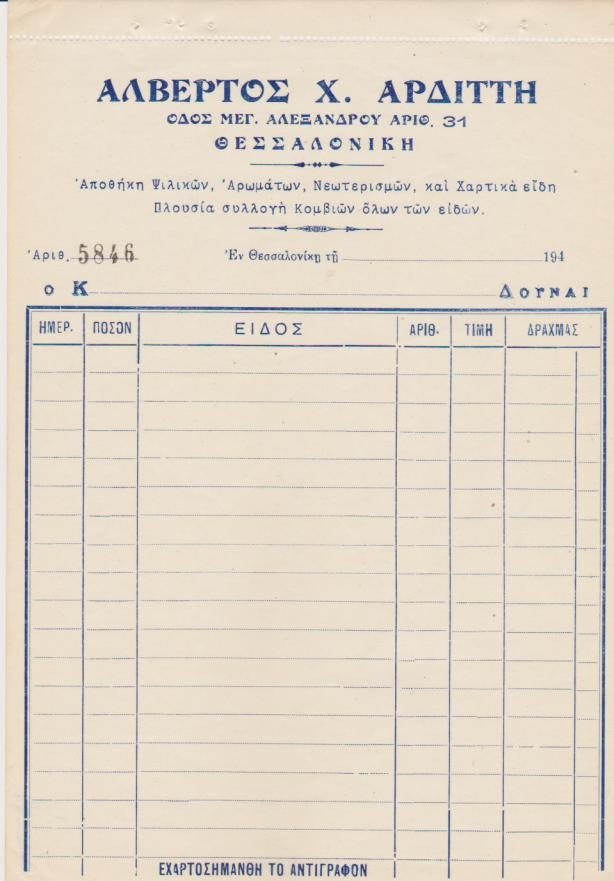 ΑΛΒΕΡΤΟΣ Χ. ΑΡΔΙΤΤΗ
ΟΔΟΣ ΜΕΓ. ΑΛΕΞΑΝΔΡΟΥ ΑΡΙΘ. 31
ΘΕΣΣΑΛΟΝΙΚΗ
Ἀποθήκη Ψιλικῶν, Ἀρωμάτων, Νεωτερισμῶν, καὶ Χαρτικὰ εἴδη
Πλουσία συλλογὴ Κομβιῶν ὅλων τῶν εἰδῶν.
Ἀριθ. 5846 Ἐν Θεσσαλονίκῃ τῇ 194
Ο Κ ΔΟΥΝΑΙ
ΗΜΕΡ. ΠΟΣΟΝ ΕΙΔΟΣ ΑΡΙΘ. ΤΙΜΗ ΔΡΑΧΜΑΣ
ΕΧΑΡΤΟΣΗΜΑΝΘΗ ΤΟ ΑΝΤΙΓΡΑΦΟΝ